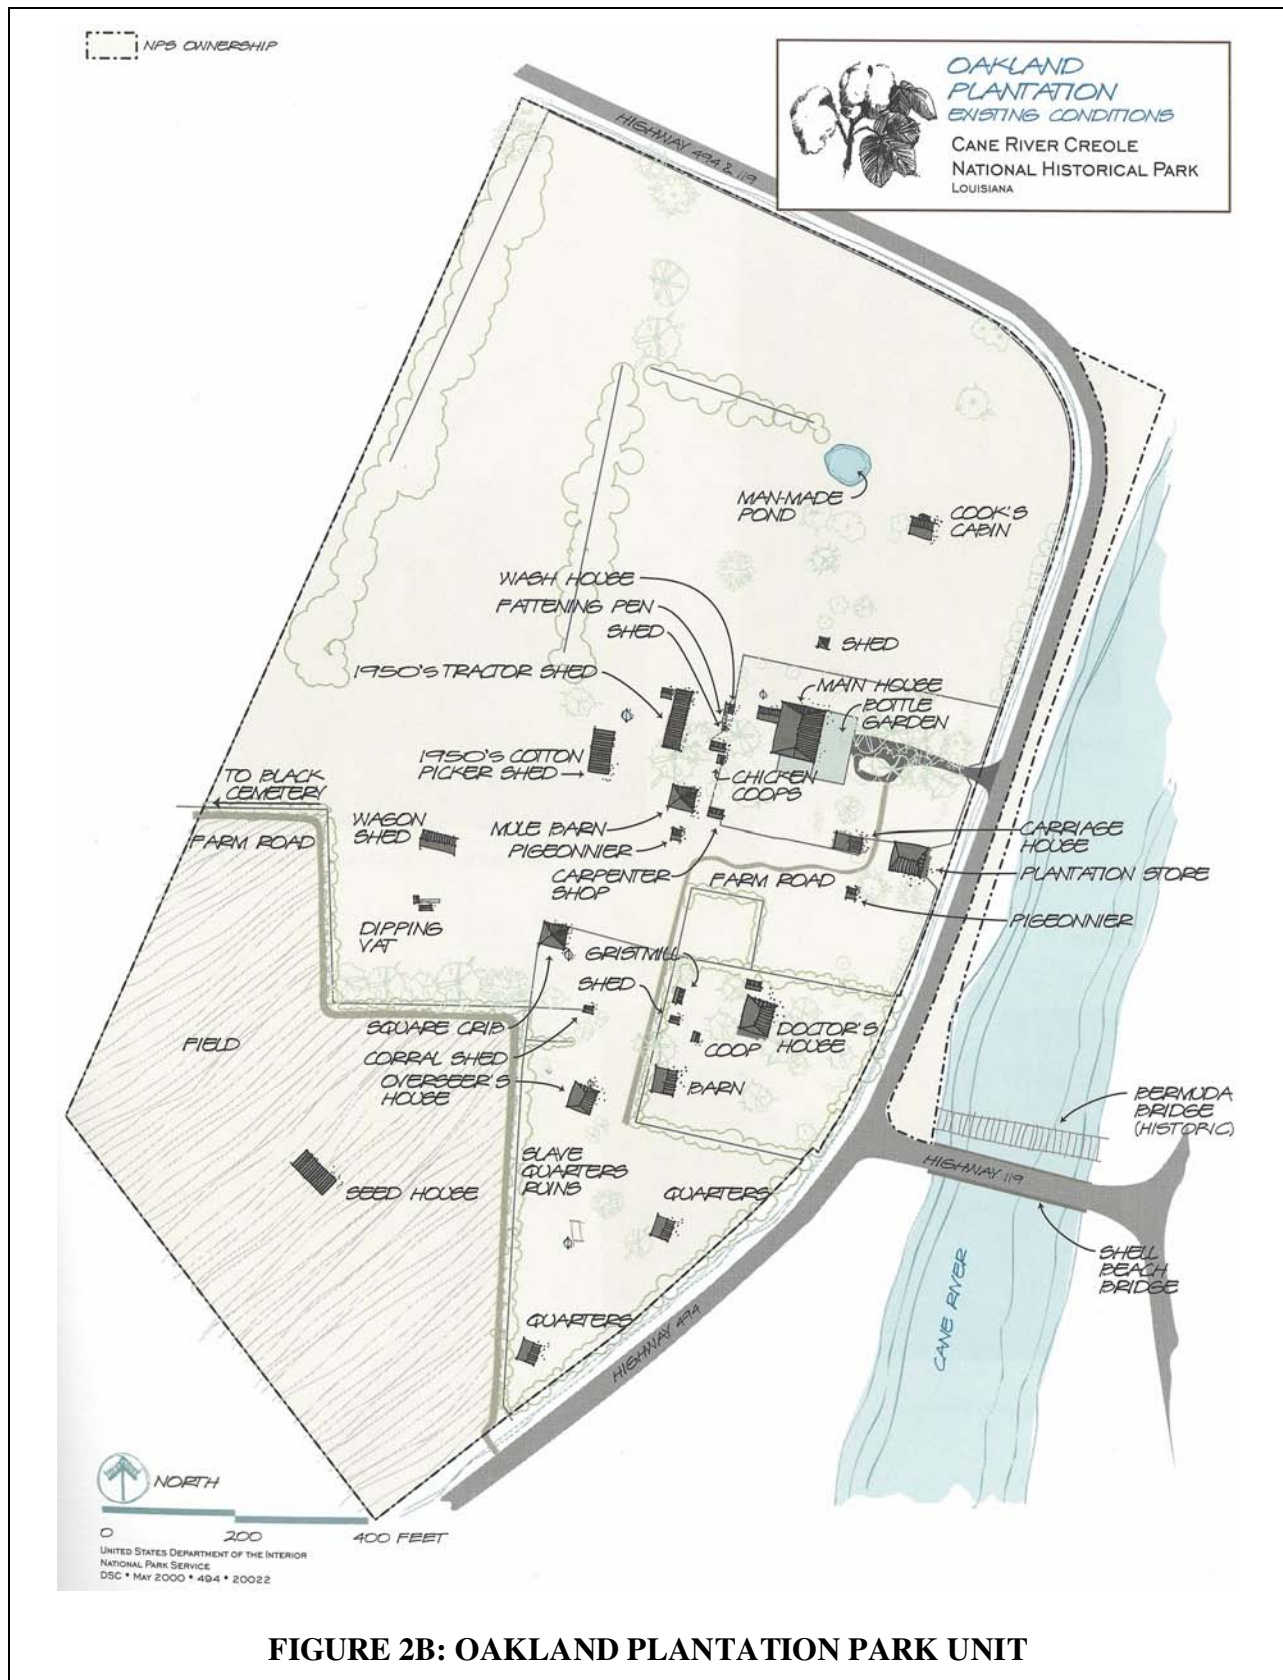 NPS OWNERSHIP
OAKLAND
PLANTATION
EXISTING CONDITIONS
CANE RIVER CREOLE
NATIONAL HISTORICAL PARK
LOUISIANA
HIGHWAY 494 & 119
MAN-MADE
POND
COOK'S
CABIN
WASH HOUSE
FATTENING PEN
SHED
SHED
1950'S TRACTOR SHED
MAIN HOUSE
BOTTLE
GARDEN
1950'S COTTON
PICKER SHED
CHICKEN
COOPS
TO BLACK
CEMETERY
FARM ROAD
WAGON
SHED
MULE BARN
PIGEONNIER
CARPENTER
SHOP
FARM ROAD
CARRIAGE
HOUSE
PLANTATION STORE
PIGEONNIER
DIPPING
VAT
GRISTMILL
SHED
SQUARE CRIB
CORRAL SHED
OVERSEER'S
HOUSE
COOP
DOCTOR'S
HOUSE
BARN
FIELD
BERMUDA
BRIDGE
(HISTORIC)
HIGHWAY 119
SLAVE
QUARTERS
RUINS
SEED HOUSE
QUARTERS
SHELL
BEACH
BRIDGE
CANE RIVER
QUARTERS
HIGHWAY 494
NORTH
0 200 400 FEET
UNITED STATES DEPARTMENT OF THE INTERIOR
NATIONAL PARK SERVICE
DSC • MAY 2000 • 494 • 20022
FIGURE 2B: OAKLAND PLANTATION PARK UNIT